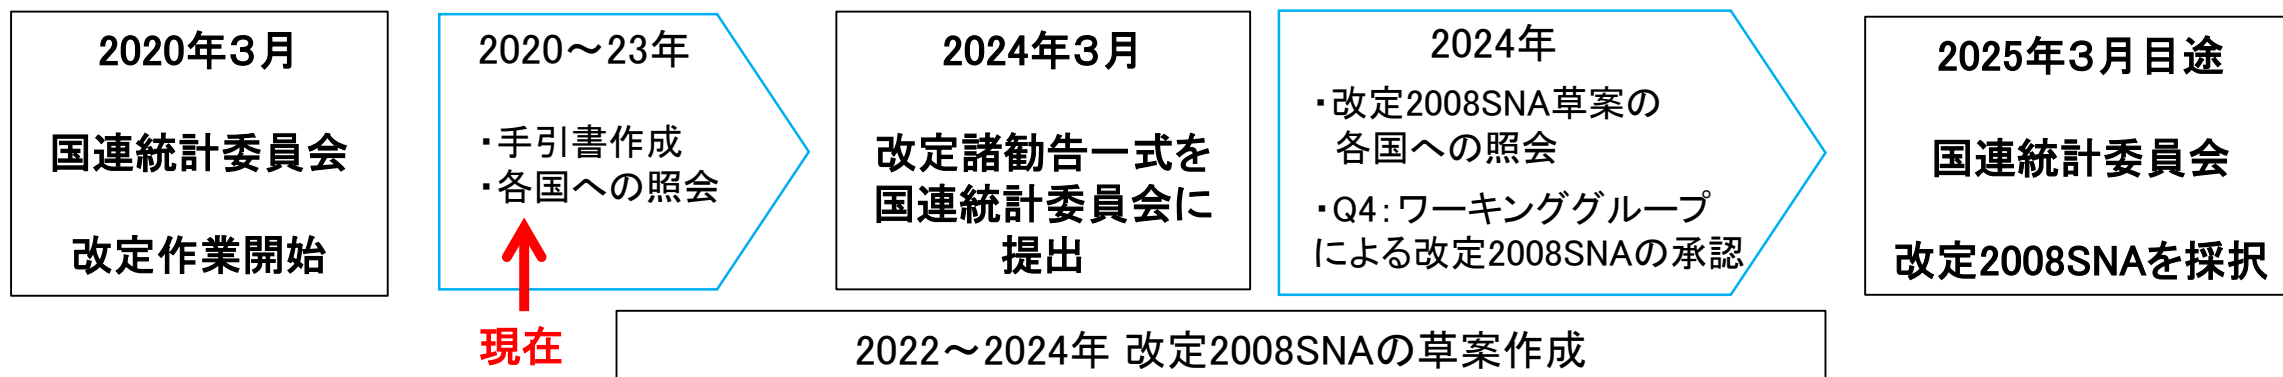 2020年３月
国連統計委員会
改定作業開始
2020～23年
・手引書作成
・各国への照会
現在
2024年３月
改定諸勧告一式を
国連統計委員会に
提出
2024年
・改定2008SNA草案の
各国への照会
・Q4：ワーキンググループ
による改定2008SNAの承認
2025年３月目途
国連統計委員会
改定2008SNAを採択
2022～2024年 改定2008SNAの草案作成